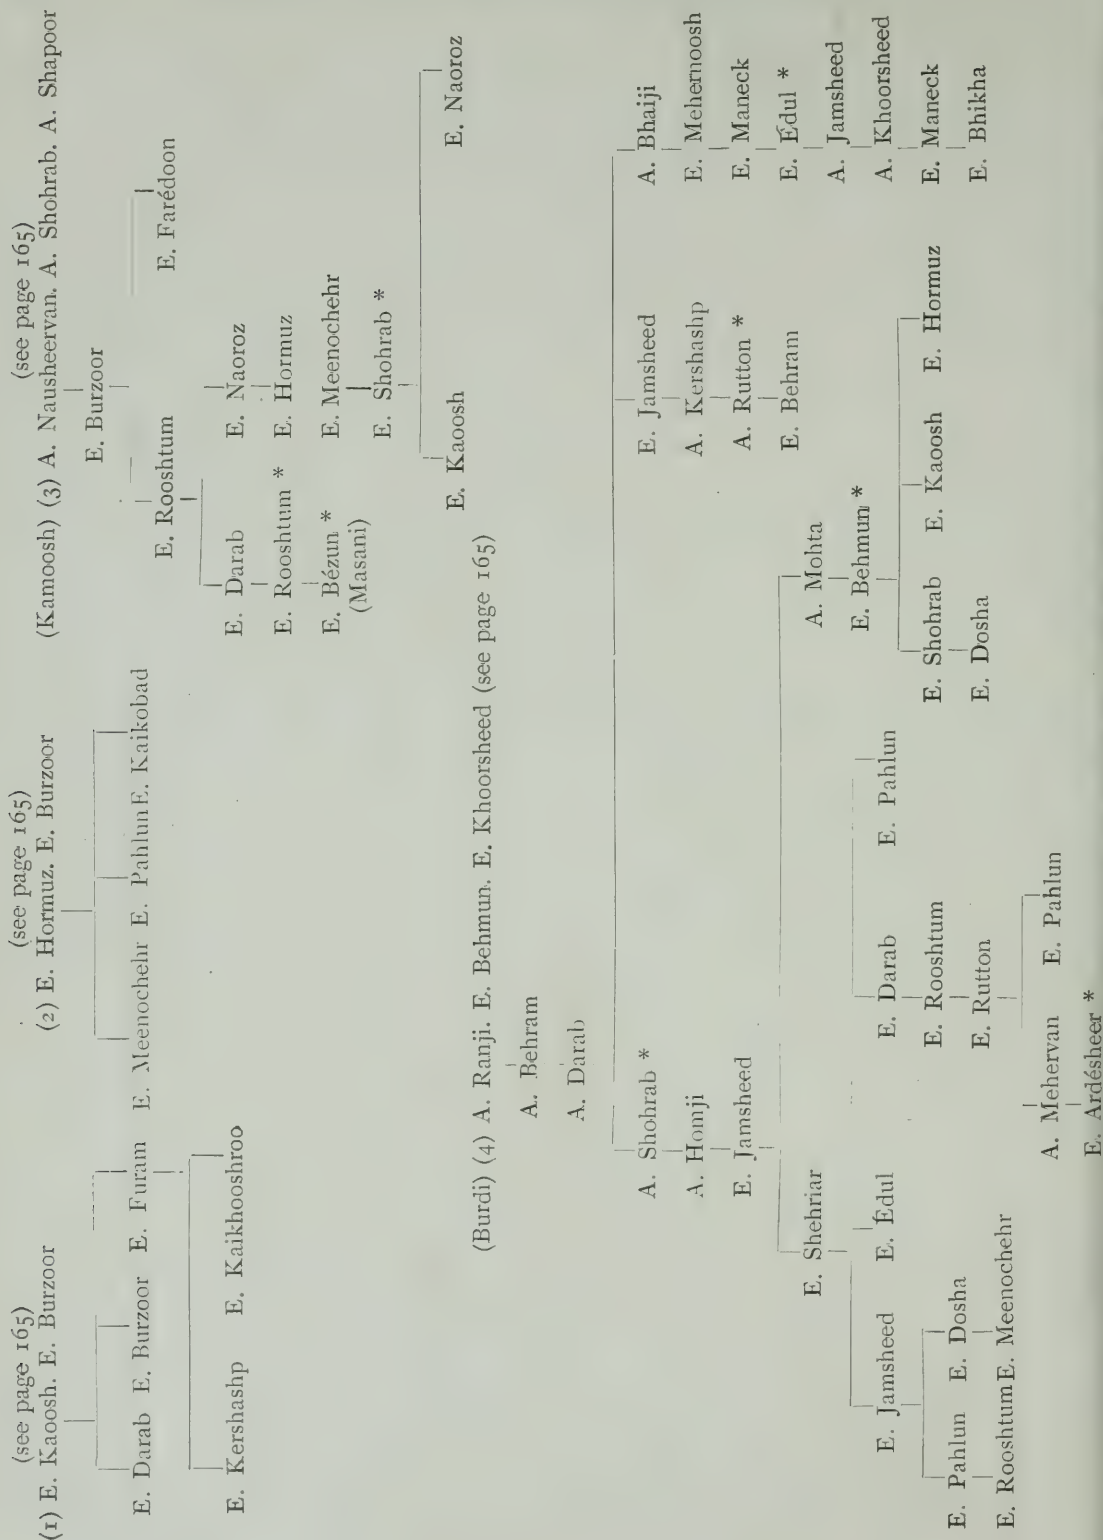 (see page 165)
(1) E. Kaoosh. E. Burzoor
E. Darab E. Burzoor E. Furam
E. Kershashp E. Kaikhooshroo
(see page 165)
(2) E. Hormuz. E. Burzoor
E. Meenochehr E. Pahlun E. Kaikobad
(see page 165)
(Kamoosh) (3) A. Nausheervan. A. Shohrab. A. Shapoor
E. Burzoor
E. Rooshtum E. Farédoon
E. Darab E. Naoroz
E. Rooshtum * E. Hormuz
E. Bézun * E. Meenochehr
(Masani)
E. Shohrab *
E. Kaoosh E. Naoroz
(Burdi) (4) A. Ranji. E. Behmun. E. Khoorsheed (see page 165)
A. Behram
A. Darab
A. Shohrab * E. Jamsheed A. Bhaiji
A. Homji A. Kershashp E. Mehernoosh
E. Jamsheed A. Rutton * E. Maneck
E. Behram E. Édul *
E. Shehriar A. Mohta A. Jamsheed
E. Behmun * A. Khoorsheed
E. Jamsheed E. Édul E. Darab E. Pahlun
E. Shohrab E. Kaoosh E. Hormuz E. Maneck
E. Pahlun E. Dosha E. Rooshtum E. Dosha E. Bhikha
E. Rooshtum E. Meenochehr E. Rutton
A. Mehervan E. Pahlun
E. Ardésheer *